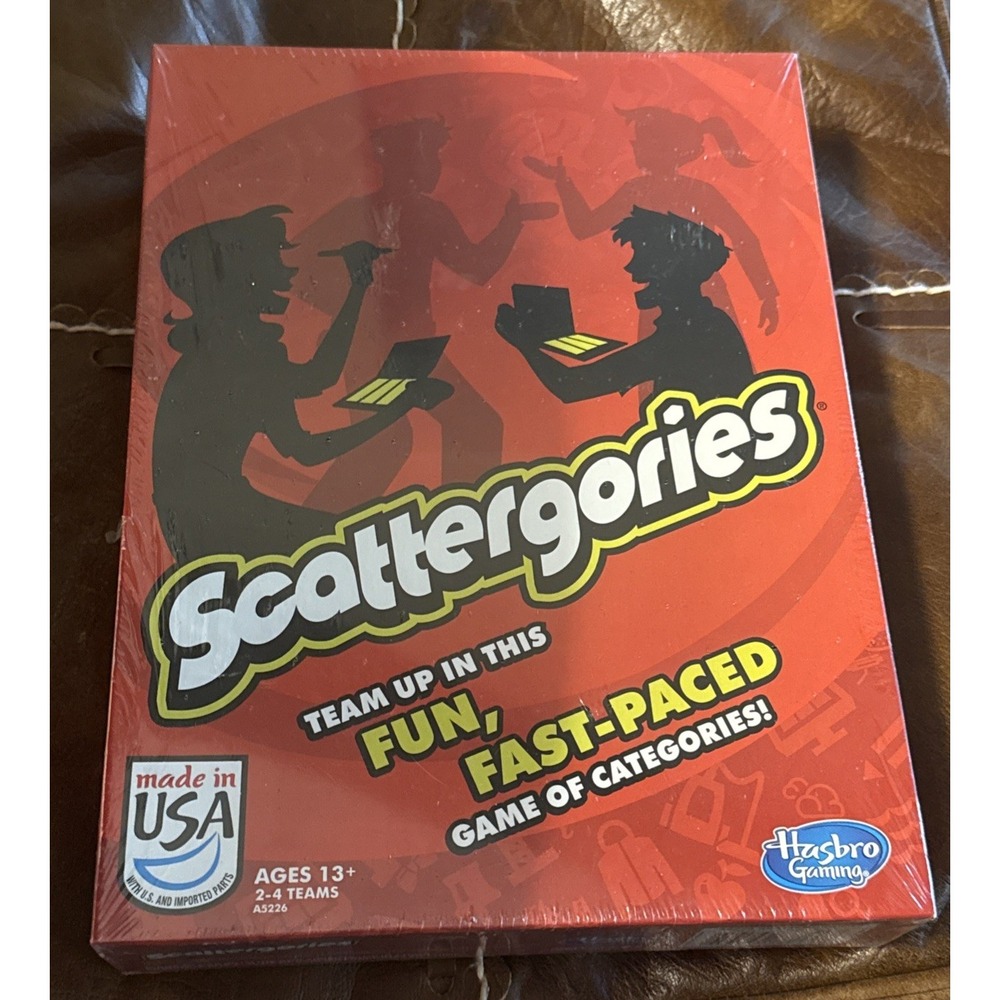 Scattergories®
TEAM UP IN THIS
FUN,
FAST-PACED
GAME OF CATEGORIES!
made in
USA
WITH U.S. AND IMPORTED PARTS
AGES 13+
2-4 TEAMS
A5226
Hasbro
Gaming®
Scattergories